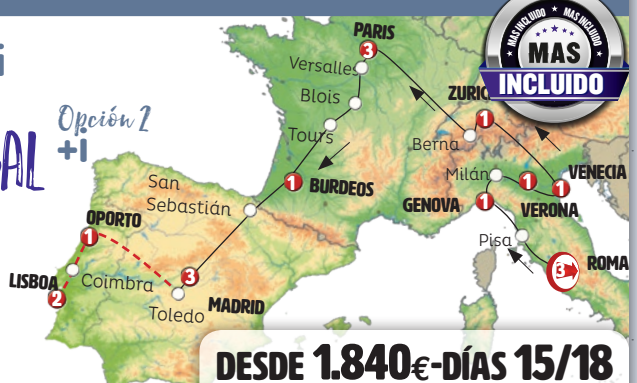 MAS INCLUIDO
MAS INCLUIDO
MAS
INCLUIDO
i
Opción 2
+i
AL
PARIS
3
Versalles
Blois
Tours
ZURIC
1
Berna
1
BURDEOS
Milán
1
1
VENECIA
VERONA
GENOVA
1
San
Sebastián
Pisa
3
ROMA
OPORTO
1
LISBOA
2
Coimbra
3
MADRID
Toledo
DESDE 1.840€-DÍAS 15/18